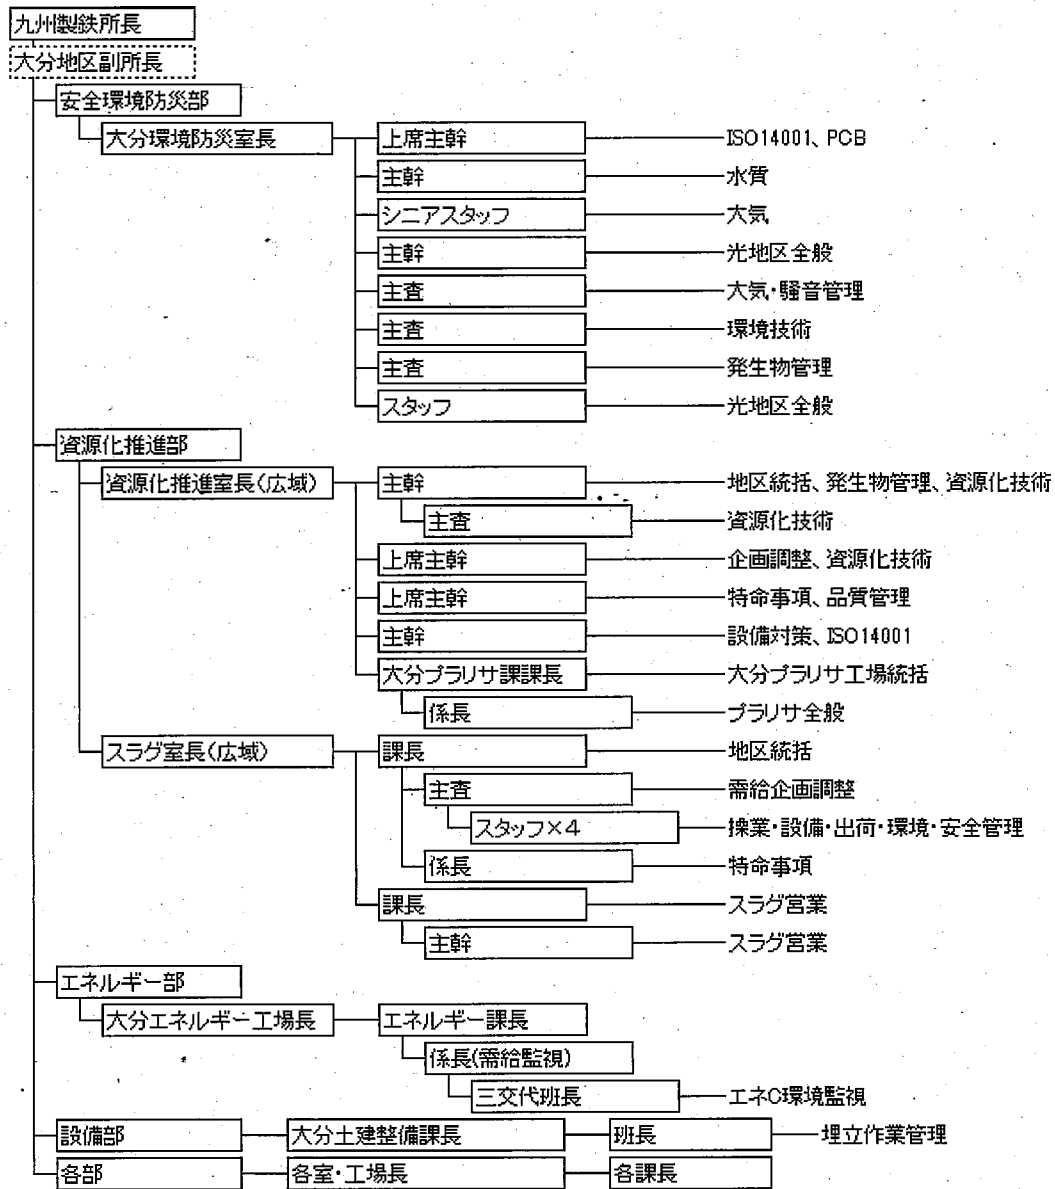 九州製鉄所長
大分地区副所長
安全環境防災部
大分環境防災室長 上席主幹 ISO14001、PCB
主幹 水質
シニアスタッフ 大気
主幹 光地区全般
主査 大気・騒音管理
主査 環境技術
主査 発生物管理
スタッフ 光地区全般
資源化推進部
資源化推進室長(広域) 主幹 地区統括、発生物管理、資源化技術
主査 資源化技術
上席主幹 企画調整、資源化技術
上席主幹 特命事項、品質管理
主幹 設備対策、ISO14001
大分プラリサ課課長 大分プラリサ工場統括
係長 プラリサ全般
スラグ室長(広域) 課長 地区統括
主査 需給企画調整
スタッフ×4 操業・設備・出荷・環境・安全管理
係長 特命事項
課長 スラグ営業
主幹 スラグ営業
エネルギー部
大分エネルギー工場長 エネルギー課長
係長(需給監視)
三交代班長 エネC環境監視
設備部 大分土建整備課長 班長 埋立作業管理
各部 各室・工場長 各課長